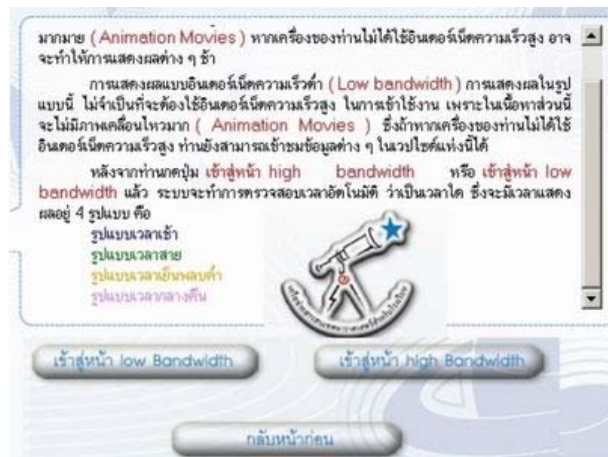 มากมาย ( Animation Movies ) หากเครื่องของท่านไม่ได้ใช้อินเตอร์เน็ตความเร็วสูง อาจ
จะทำให้การแสดงผลต่าง ๆ ช้า
การแสดงผลแบบอินเตอร์เน็ตความเร็วต่ำ ( Low bandwidth ) การแสดงผลในรูป
แบบนี้ ไม่จำเป็นที่จะต้องใช้อินเตอร์เน็ตความเร็วสูง ในการเข้าใช้งาน เพราะในเนื้อหาส่วนนี้
จะไม่มีภาพเคลื่อนไหวมาก ( Animation Movies ) ซึ่งถ้าหากเครื่องของท่านไม่ได้ใช้
อินเตอร์เน็ตความเร็วสูง ท่านยังสามารถเข้าชมข้อมูลต่าง ๆ ในเวปไซต์แห่งนี้ได้
หลังจากท่านกดปุ่ม เข้าสู่หน้า high bandwidth หรือ เข้าสู่หน้า low
bandwidth แล้ว ระบบจะทำการตรวจสอบเวลาอัตโนมัติ ว่าเป็นเวลาใด ซึ่งจะมีเวลาแสดง
ผลอยู่ 4 รูปแบบ คือ
รูปแบบเวลาเช้า
รูปแบบเวลาสาย
รูปแบบเวลาเย็นพลบค่ำ
รูปแบบเวลากลางคืน
เข้าสู่หน้า low Bandwidth
เข้าสู่หน้า high Bandwidth
กลับหน้าก่อน